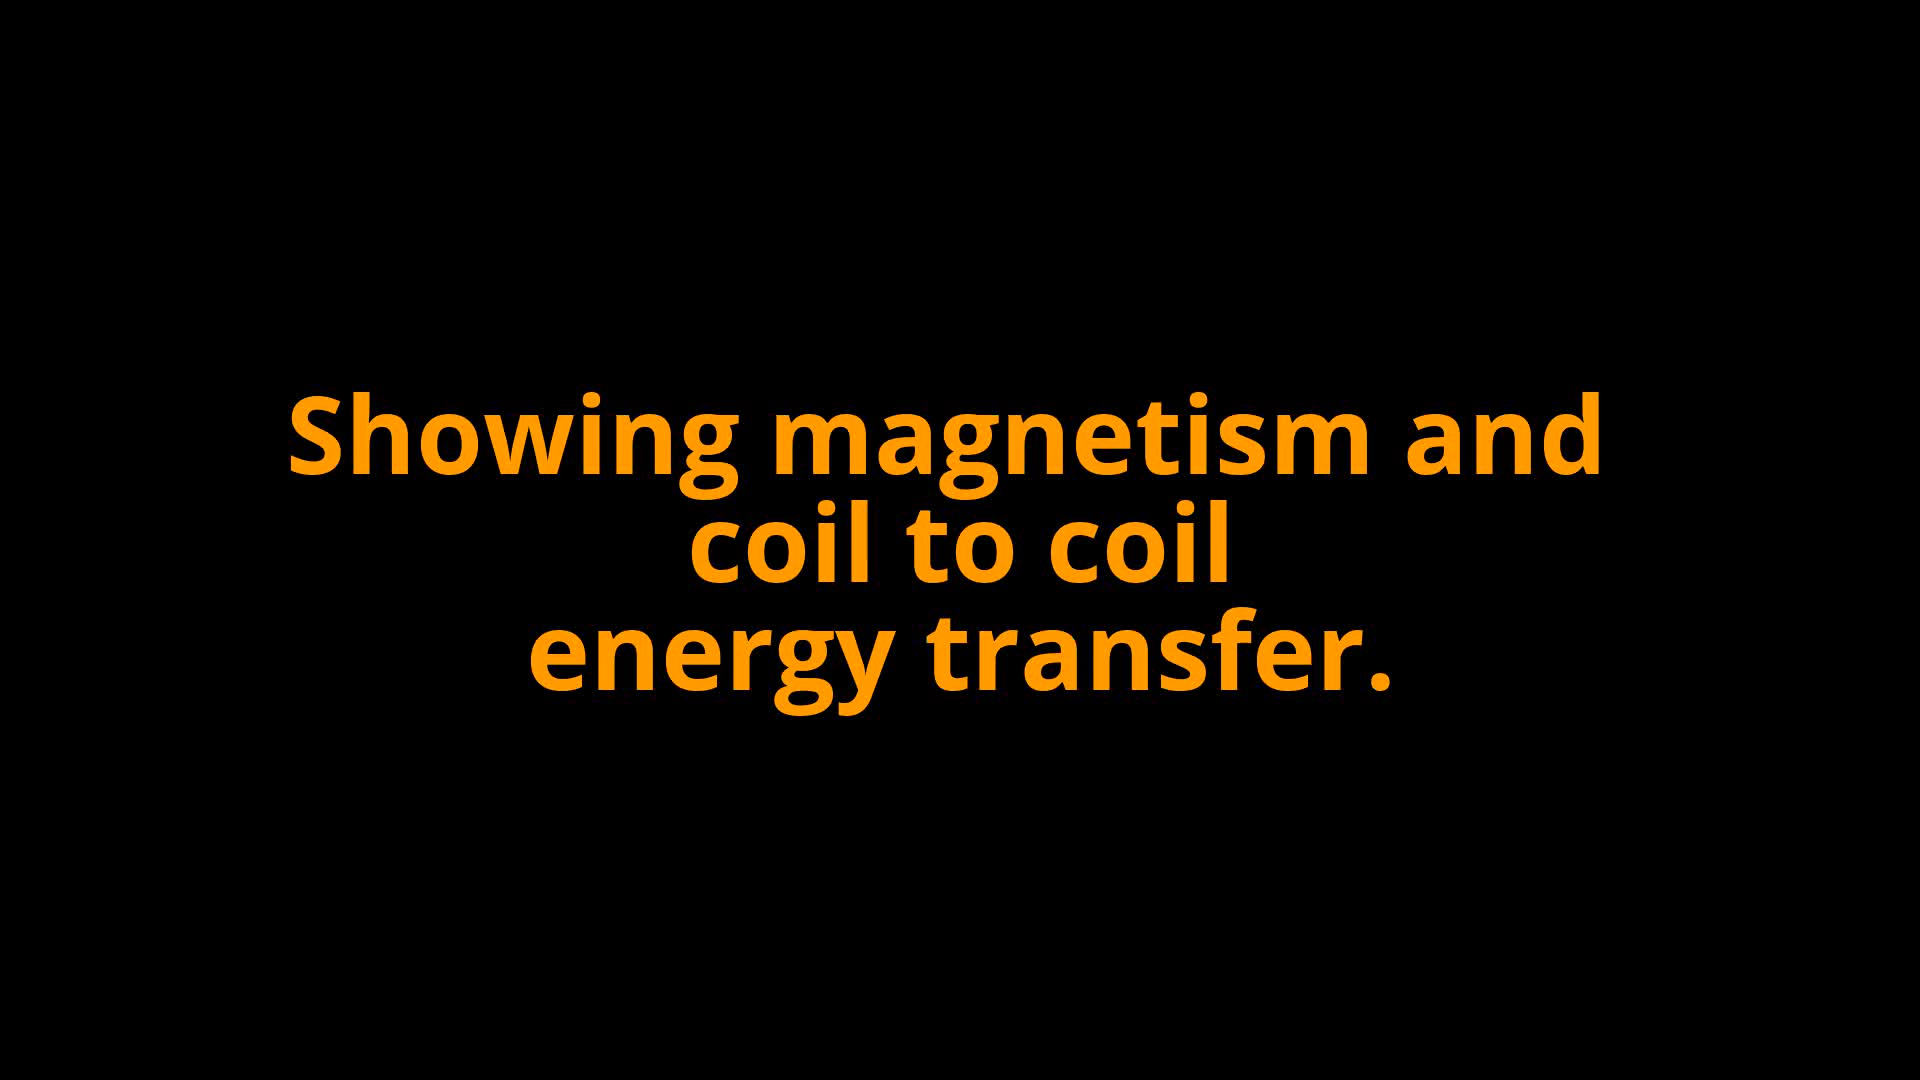 Showing magnetism and
coil to coil
energy transfer.